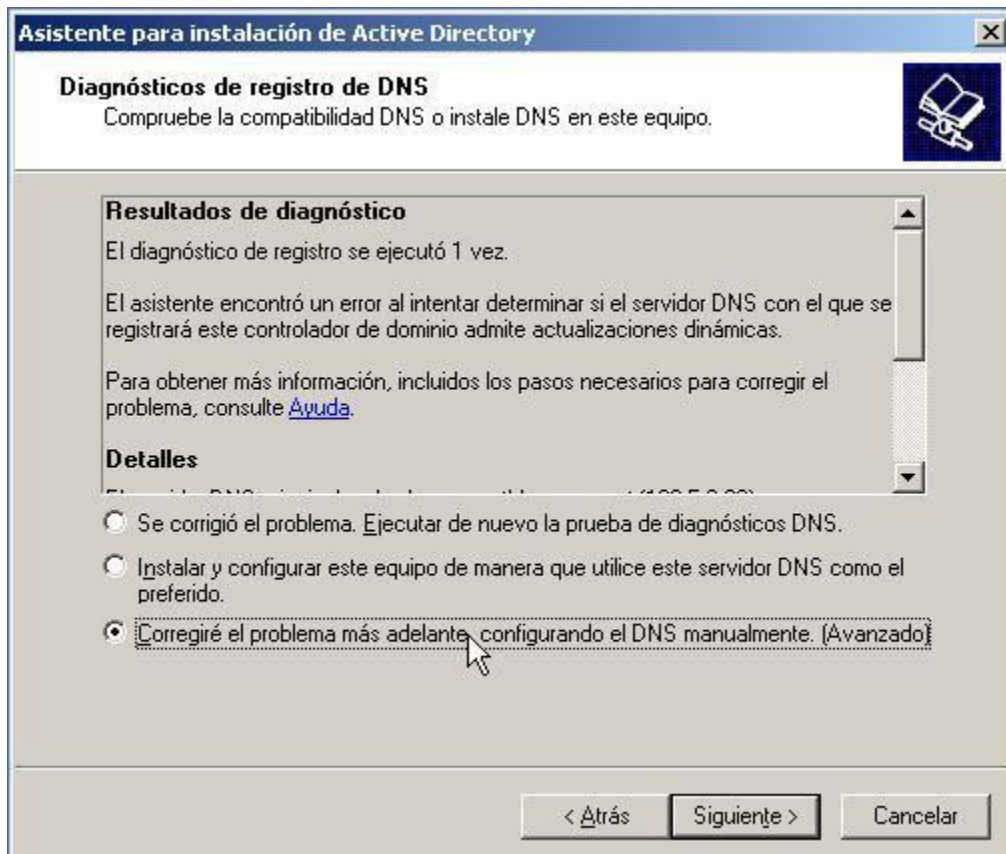 Asistente para instalación de Active Directory
Diagnósticos de registro de DNS
Compruebe la compatibilidad DNS o instale DNS en este equipo.
Resultados de diagnóstico
El diagnóstico de registro se ejecutó 1 vez.
El asistente encontró un error al intentar determinar si el servidor DNS con el que se
registrará este controlador de dominio admite actualizaciones dinámicas.
Para obtener más información, incluidos los pasos necesarios para corregir el
problema, consulte Ayuda.
Detalles
Se corrigió el problema. Ejecutar de nuevo la prueba de diagnósticos DNS.
Instalar y configurar este equipo de manera que utilice este servidor DNS como el
preferido.
Corregiré el problema más adelante, configurando el DNS manualmente. (Avanzado)
< Atrás
Siguiente >
Cancelar